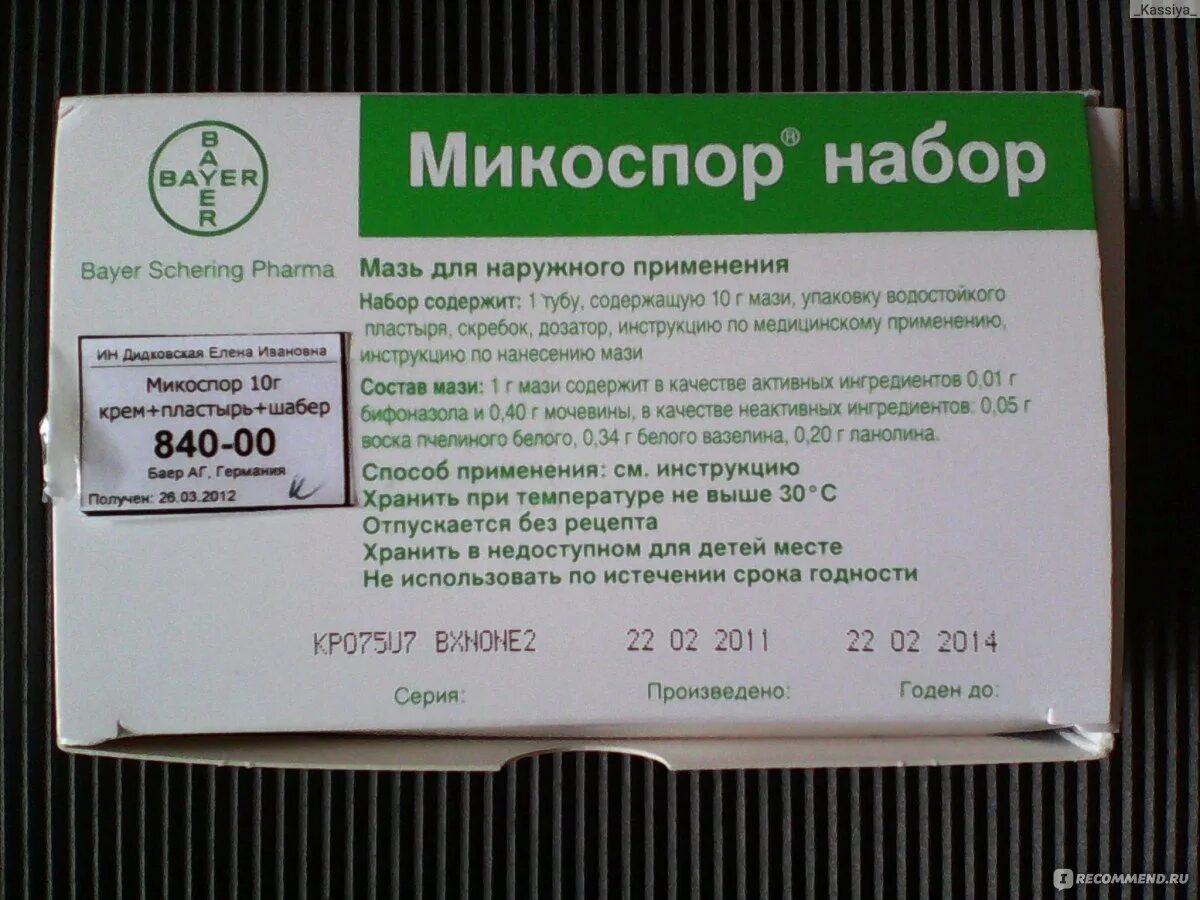 _Kassiya_
BAYER
BAYER
Микоспор® набор
Bayer Schering Pharma
Мазь для наружного применения
Набор содержит: 1 тубу, содержащую 10 г мази, упаковку водостойкого
пластыря, скребок, дозатор, инструкцию по медицинскому применению,
инструкцию по нанесению мази
Состав мази: 1 г мази содержит в качестве активных ингредиентов 0,01 г
бифоназола и 0,40 г мочевины, в качестве неактивных ингредиентов: 0,05 г
воска пчелиного белого, 0,34 г белого вазелина, 0,20 г ланолина.
Способ применения: см. инструкцию
Хранить при температуре не выше 30°C
Отпускается без рецепта
Хранить в недоступном для детей месте
Не использовать по истечении срока годности
ИН Дидковская Елена Ивановна
Микоспор 10г
крем+пластырь+шабер
840-00
Баер АГ, Германия
Получен: 26.03.2012
KP075U7 BXNONE2 22 02 2011 22 02 2014
Серия: Произведено: Годен до:
IRECOMMEND.RU